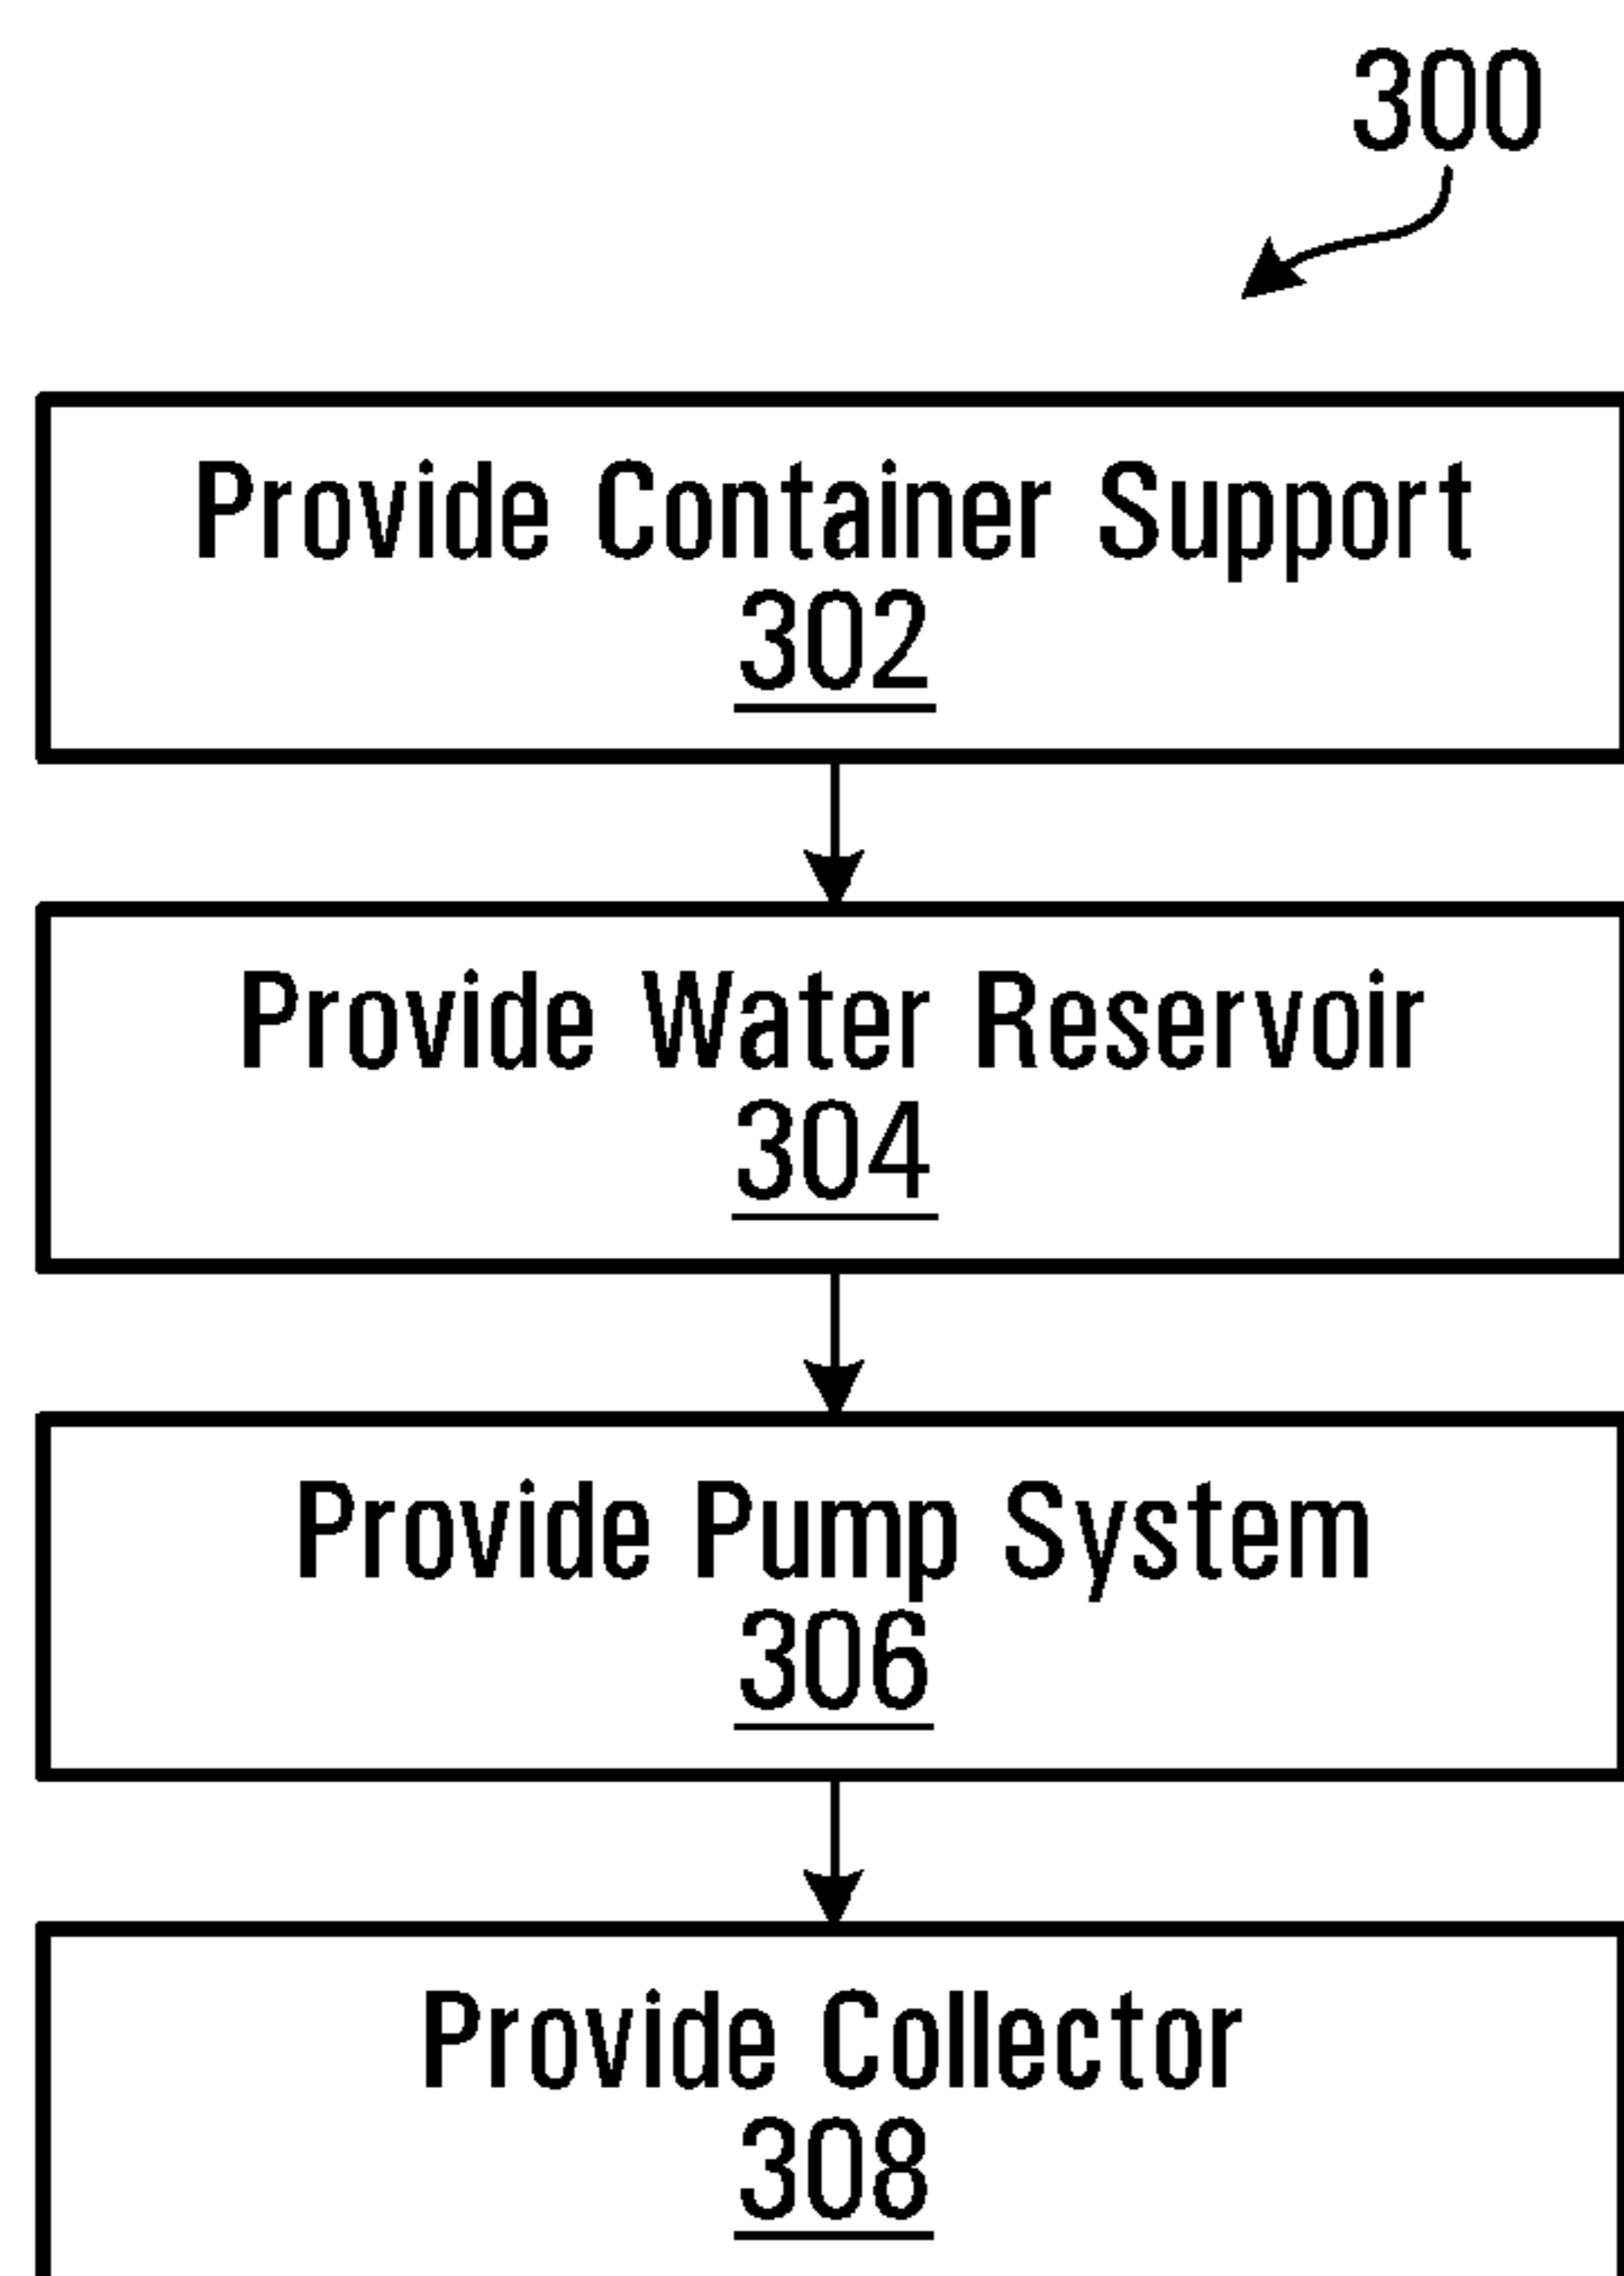 300
Provide Container Support
302
Provide Water Reservoir
304
Provide Pump System
306
Provide Collector
308